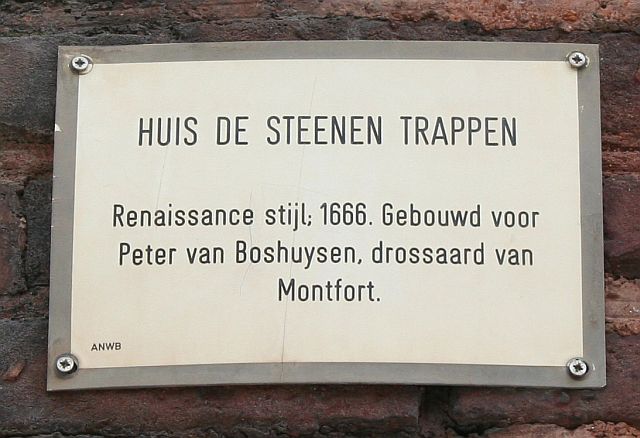 HUIS DE STEENEN TRAPPEN
Renaissance stijl; 1666. Gebouwd voor
Peter van Boshuysen, drossaard van
Montfort.
ANWB